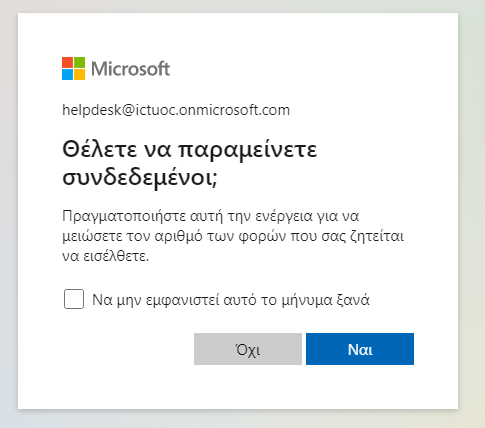 Microsoft
helpdesk@ictuoc.onmicrosoft.com
Θέλετε να παραμείνετε
συνδεδεμένοι;
Πραγματοποιήστε αυτή την ενέργεια για να
μειώσετε τον αριθμό των φορών που σας ζητείται
να εισέλθετε.
Να μην εμφανιστεί αυτό το μήνυμα ξανά
Όχι
Ναι